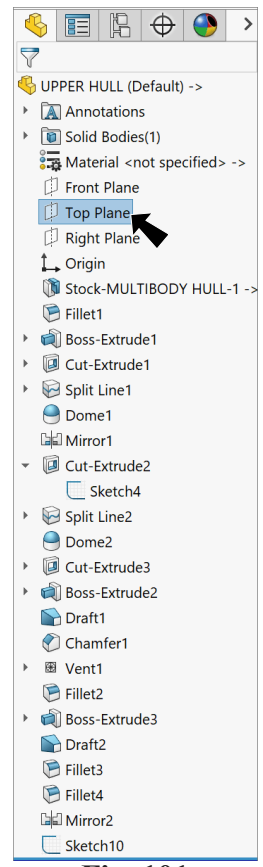 UPPER HULL (Default) ->
Annotations
Solid Bodies(1)
Material <not specified> ->
Front Plane
Top Plane
Right Plane
Origin
Stock-MULTIBODY HULL-1 ->
Fillet1
Boss-Extrude1
Cut-Extrude1
Split Line1
Dome1
Mirror1
Cut-Extrude2
Sketch4
Split Line2
Dome2
Cut-Extrude3
Boss-Extrude2
Draft1
Chamfer1
Vent1
Fillet2
Boss-Extrude3
Draft2
Fillet3
Fillet4
Mirror2
Sketch10